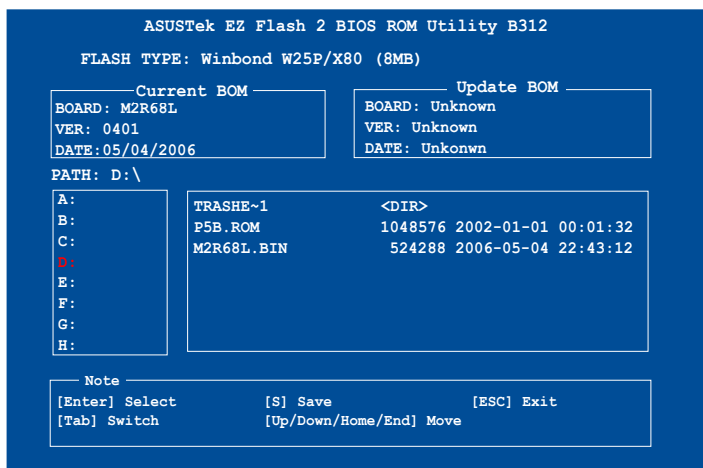 ASUSTek EZ Flash 2 BIOS ROM Utility B312
FLASH TYPE: Winbond W25P/X80 (8MB)
Current BOM
BOARD: M2R68L
VER: 0401
DATE:05/04/2006
Update BOM
BOARD: Unknown
VER: Unknown
DATE: Unkonwn
PATH: D:\
A:
B:
C:
D:
E:
F:
G:
H:
TRASHE~1 <DIR>
P5B.ROM 1048576 2002-01-01 00:01:32
M2R68L.BIN 524288 2006-05-04 22:43:12
Note
[Enter] Select [S] Save [ESC] Exit
[Tab] Switch [Up/Down/Home/End] Move